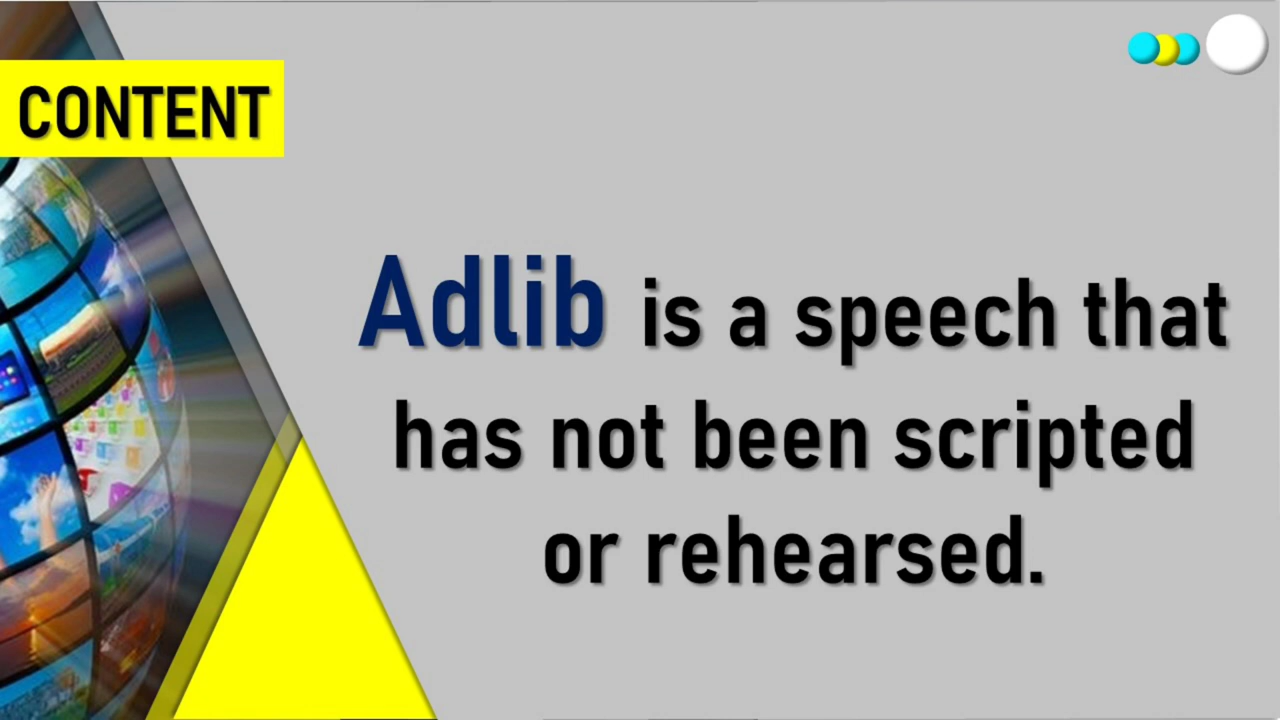 CONTENT
Adlib is a speech that
has not been scripted
or rehearsed.